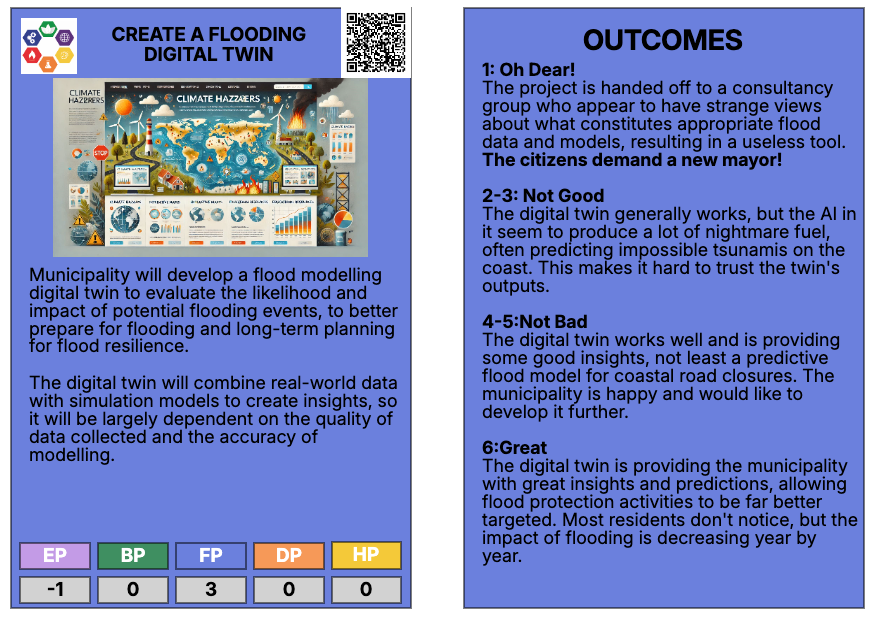 CREATE A FLOODING
DIGITAL TWIN
CLIMATE
HAZZRERS
CLIMATE HAZZAERS
STOP
Municipality will develop a flood modelling
digital twin to evaluate the likelihood and
impact of potential flooding events, to better
prepare for flooding and long-term planning
for flood resilience.
The digital twin will combine real-world data
with simulation models to create insights, so
it will be largely dependent on the quality of
data collected and the accuracy of
modelling.
EP BP FP DP HP
-1 0 3 0 0
OUTCOMES
1: Oh Dear!
The project is handed off to a consultancy
group who appear to have strange views
about what constitutes appropriate flood
data and models, resulting in a useless tool.
The citizens demand a new mayor!
2-3: Not Good
The digital twin generally works, but the AI in
it seem to produce a lot of nightmare fuel,
often predicting impossible tsunamis on the
coast. This makes it hard to trust the twin's
outputs.
4-5:Not Bad
The digital twin works well and is providing
some good insights, not least a predictive
flood model for coastal road closures. The
municipality is happy and would like to
develop it further.
6:Great
The digital twin is providing the municipality
with great insights and predictions, allowing
flood protection activities to be far better
targeted. Most residents don't notice, but the
impact of flooding is decreasing year by
year.